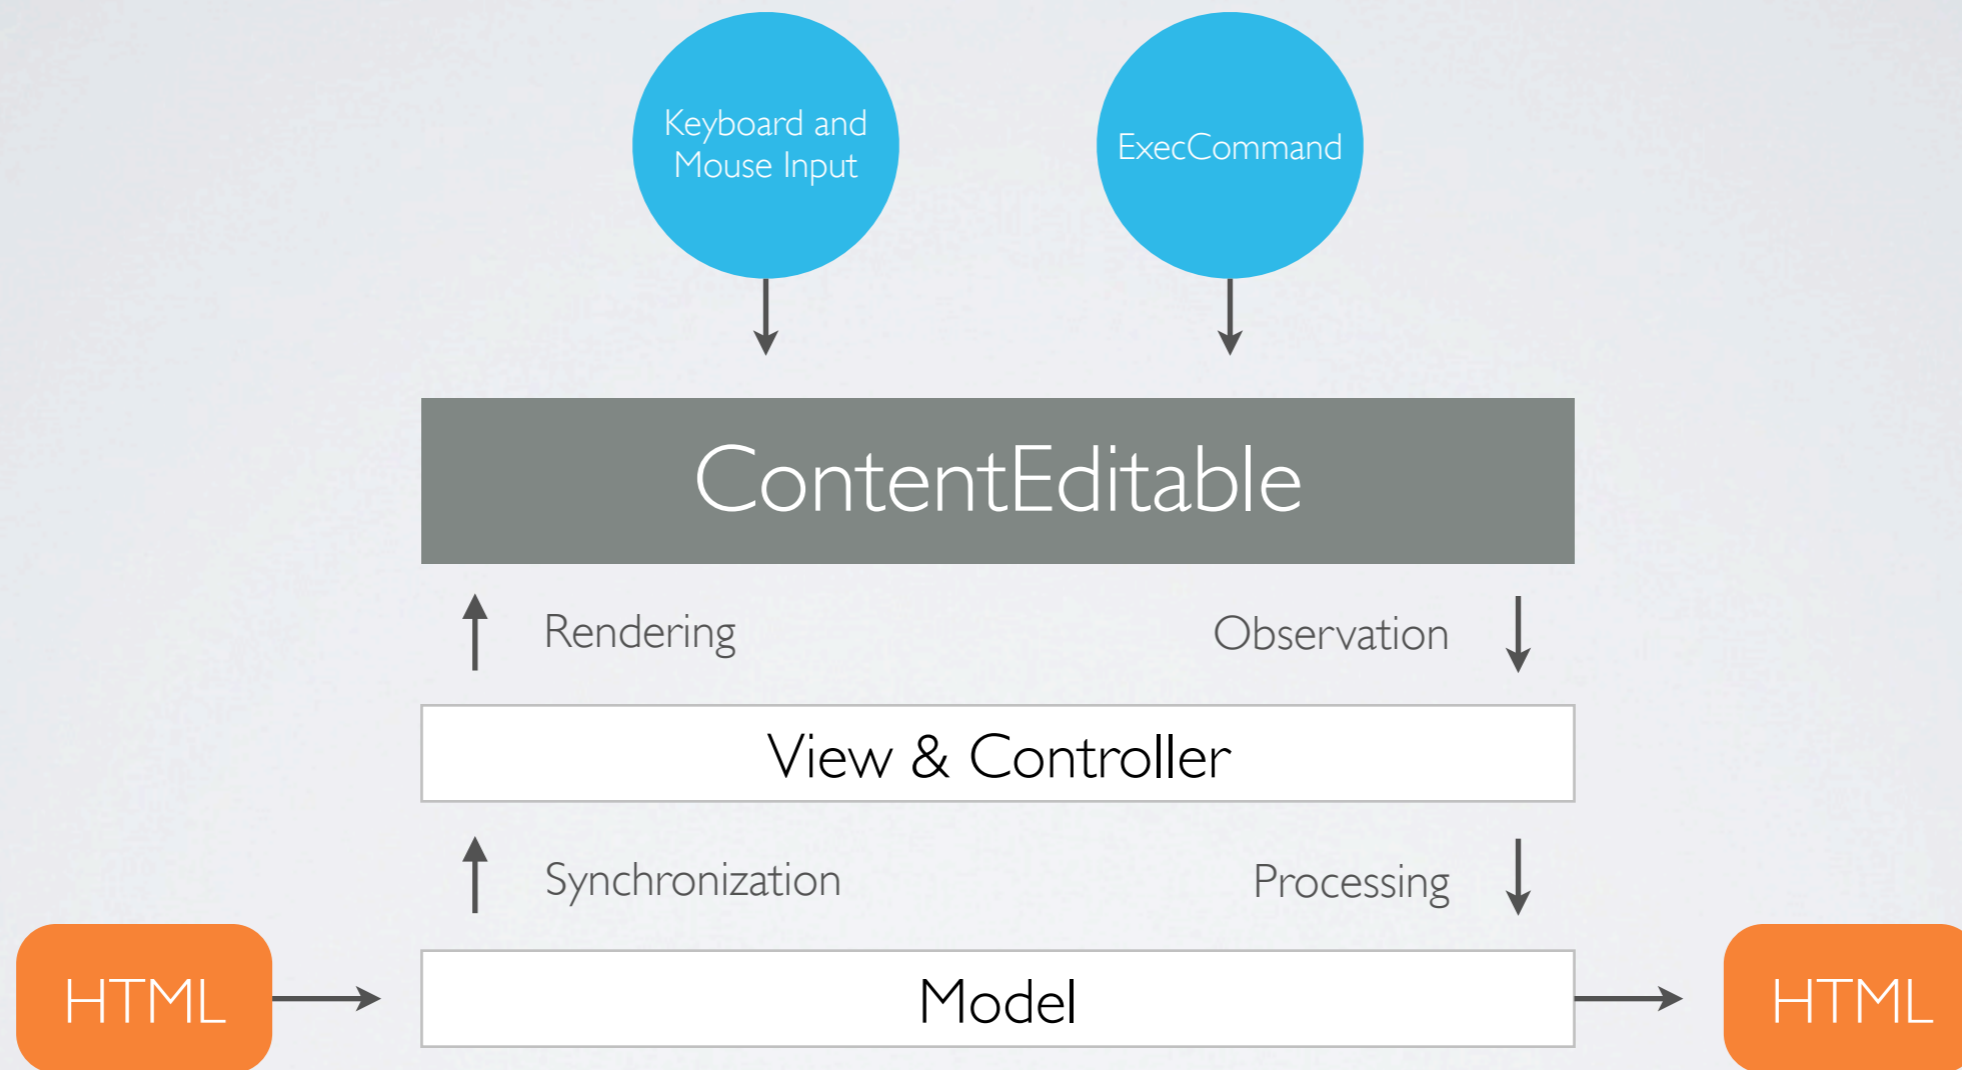 Keyboard and
Mouse Input
ExecCommand
ContentEditable
Rendering
Observation
View & Controller
Synchronization
Processing
HTML
Model
HTML